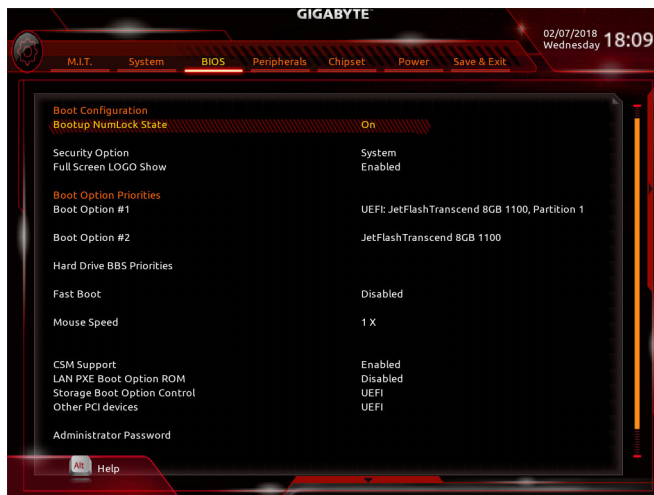 GIGABYTE™
02/07/2018
Wednesday
18:09
M.I.T. System BIOS Peripherals Chipset Power Save & Exit
Boot Configuration
Bootup NumLock State On
Security Option System
Full Screen LOGO Show Enabled
Boot Option Priorities
Boot Option #1 UEFI: JetFlashTranscend 8GB 1100, Partition 1
Boot Option #2 JetFlashTranscend 8GB 1100
Hard Drive BBS Priorities
Fast Boot Disabled
Mouse Speed 1 X
CSM Support Enabled
LAN PXE Boot Option ROM Disabled
Storage Boot Option Control UEFI
Other PCI devices UEFI
Administrator Password
Alt Help